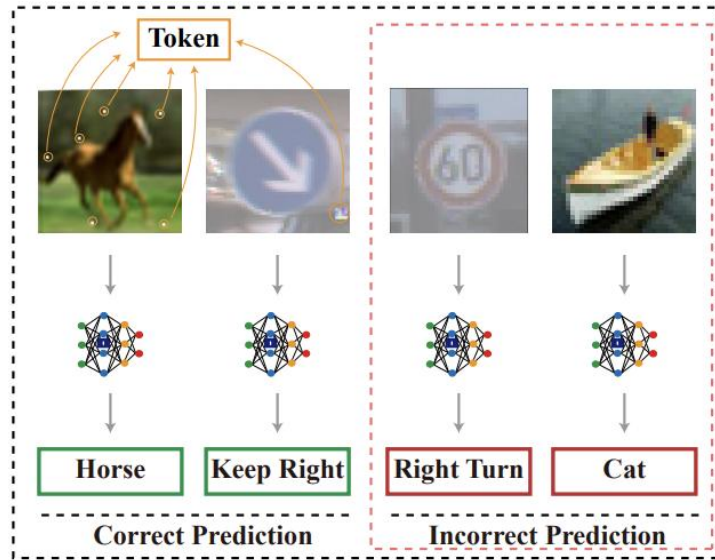 Token
60
Horse
Keep Right
Right Turn
Cat
Correct Prediction
Incorrect Prediction